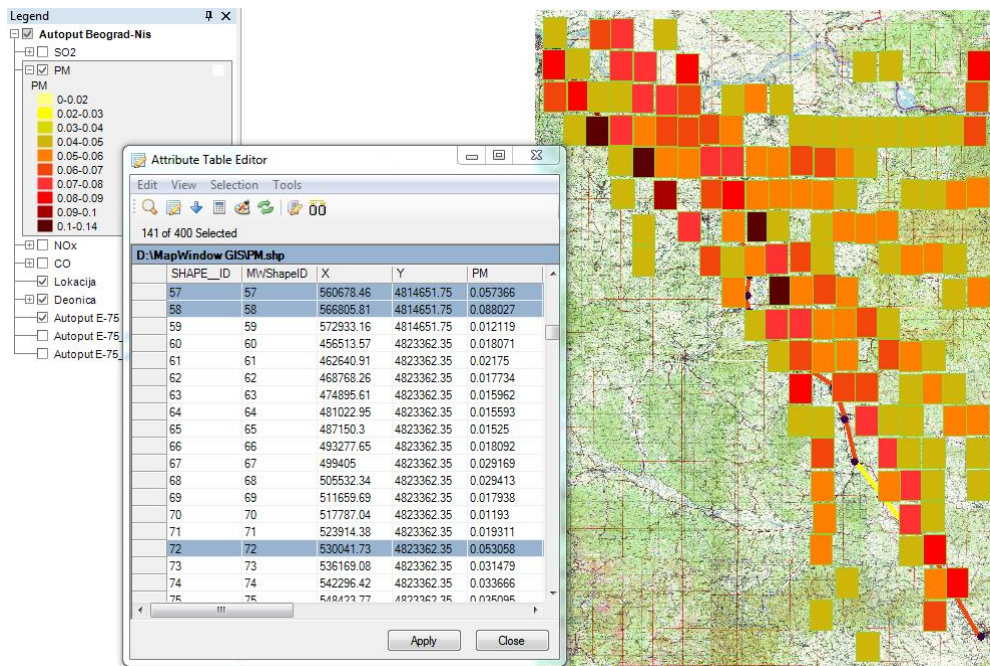 Legend
Autoput Beograd-Nis
SO2
PM
PM
0-0.02
0.02-0.03
0.03-0.04
0.04-0.05
0.05-0.06
0.06-0.07
0.07-0.08
0.08-0.09
0.09-0.1
0.1-0.14
NOx
CO
Lokacija
Deonica
Autoput E-75
Autoput E-75_
Autoput E-75_
Attribute Table Editor
Edit View Selection Tools
141 of 400 Selected
D:\MapWindow GIS\PM.shp
SHAPE__ID MWShapeID X Y PM
57 57 560678.46 4814651.75 0.057366
58 58 566805.81 4814651.75 0.088027
59 59 572933.16 4814651.75 0.012119
60 60 456513.57 4823362.35 0.018071
61 61 462640.91 4823362.35 0.02175
62 62 468768.26 4823362.35 0.017734
63 63 474895.61 4823362.35 0.015962
64 64 481022.95 4823362.35 0.015593
65 65 487150.3 4823362.35 0.01525
66 66 493277.65 4823362.35 0.018092
67 67 499405 4823362.35 0.029169
68 68 505532.34 4823362.35 0.029413
69 69 511659.69 4823362.35 0.017938
70 70 517787.04 4823362.35 0.01193
71 71 523914.38 4823362.35 0.019311
72 72 530041.73 4823362.35 0.053058
73 73 536169.08 4823362.35 0.031479
74 74 542296.42 4823362.35 0.033666
75 75 548423.77 4823362.35 0.035095
Apply Close